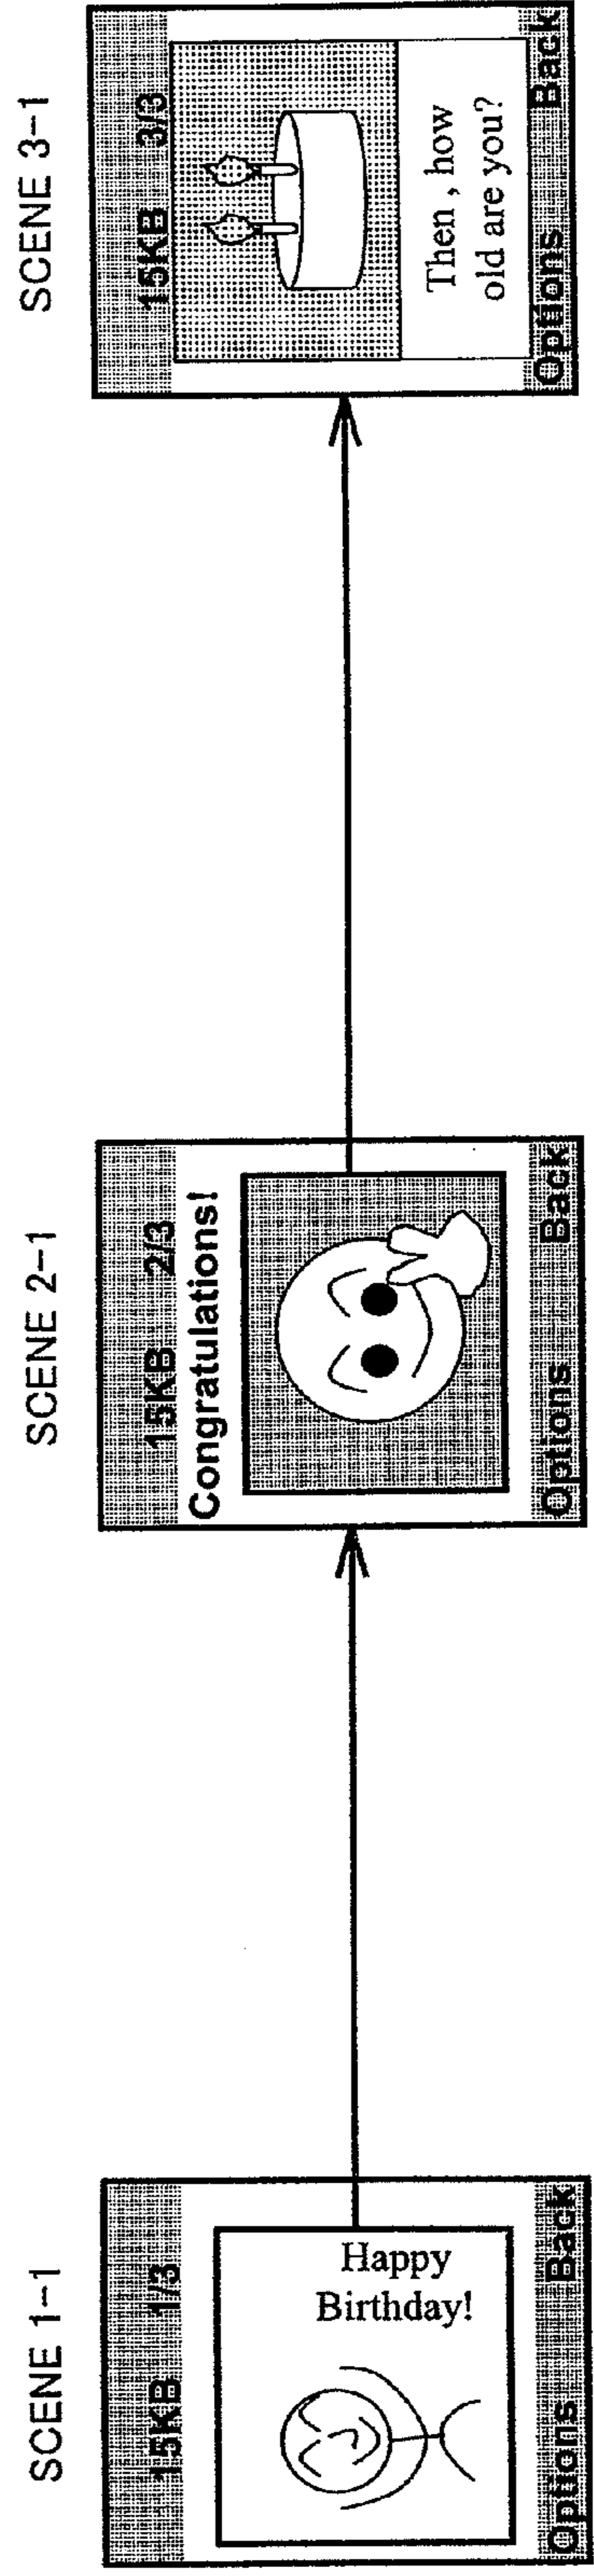 SCENE 1-1
15KB 1/3
Happy
Birthday!
Options Back
SCENE 2-1
15KB 2/3
Congratulations!
Options Back
SCENE 3-1
15KB 3/3
Then , how
old are you?
Options Back